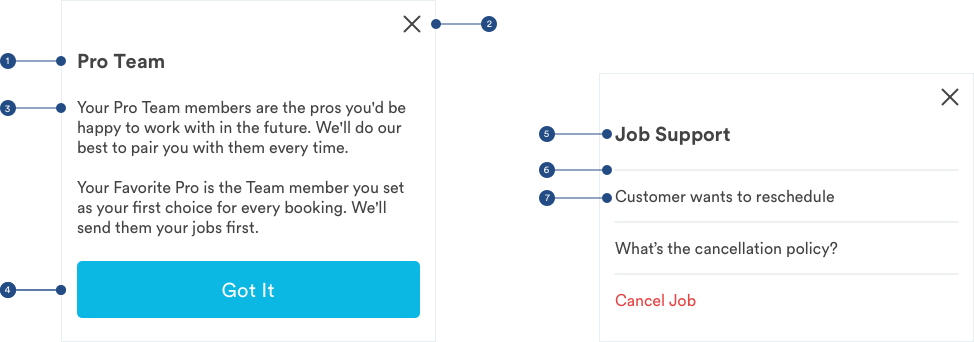 2
1
Pro Team
3
Your Pro Team members are the pros you'd be
happy to work with in the future. We'll do our
best to pair you with them every time.
Your Favorite Pro is the Team member you set
as your first choice for every booking. We'll
send them your jobs first.
4
Got It
5
Job Support
6
7
Customer wants to reschedule
What’s the cancellation policy?
Cancel Job